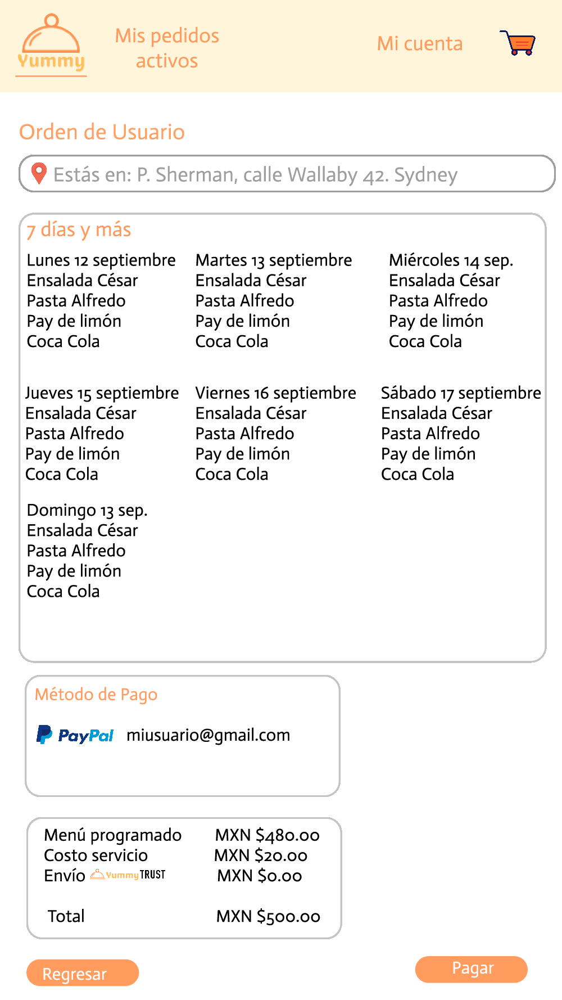 Yummy
Mis pedidos
activos
Mi cuenta
Orden de Usuario
Estás en: P. Sherman, calle Wallaby 42. Sydney
7 días y más
Lunes 12 septiembre
Ensalada César
Pasta Alfredo
Pay de limón
Coca Cola
Martes 13 septiembre
Ensalada César
Pasta Alfredo
Pay de limón
Coca Cola
Miércoles 14 sep.
Ensalada César
Pasta Alfredo
Pay de limón
Coca Cola
Jueves 15 septiembre
Ensalada César
Pasta Alfredo
Pay de limón
Coca Cola
Viernes 16 septiembre
Ensalada César
Pasta Alfredo
Pay de limón
Coca Cola
Sábado 17 septiembre
Ensalada César
Pasta Alfredo
Pay de limón
Coca Cola
Domingo 13 sep.
Ensalada César
Pasta Alfredo
Pay de limón
Coca Cola
Método de Pago
PayPal miusuario@gmail.com
Menú programado MXN $480.00
Costo servicio MXN $20.00
Envío Yummy TRUST MXN $0.00
Total MXN $500.00
Regresar
Pagar